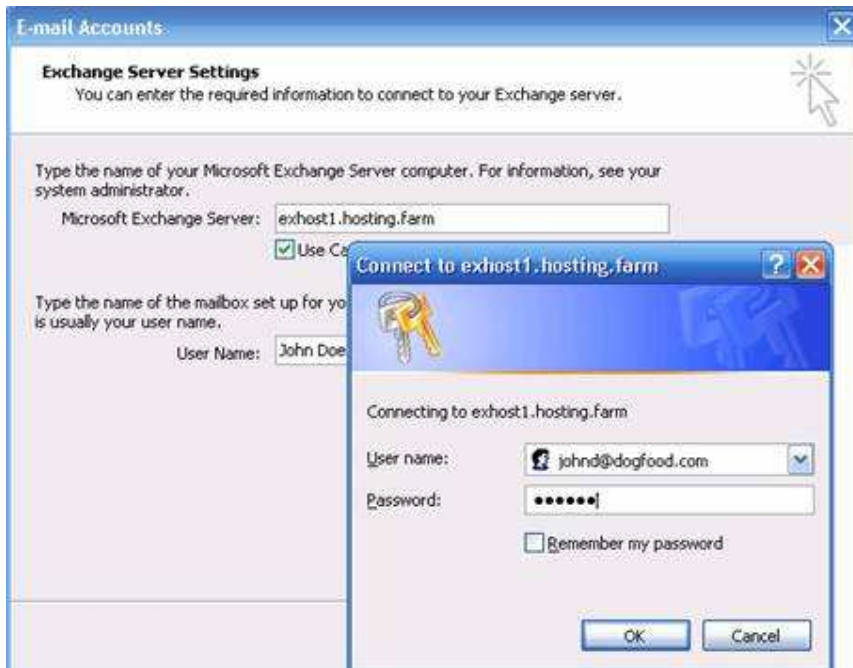 E-mail Accounts
Exchange Server Settings
You can enter the required information to connect to your Exchange server.
Type the name of your Microsoft Exchange Server computer. For information, see your
system administrator.
Microsoft Exchange Server: exhost1.hosting.farm
Use Ca
Type the name of the mailbox set up for yo
is usually your user name.
User Name: John Doe
Connect to exhost1.hosting.farm
Connecting to exhost1.hosting.farm
User name: johnd@dogfood.com
Password: ••••••
Remember my password
OK Cancel